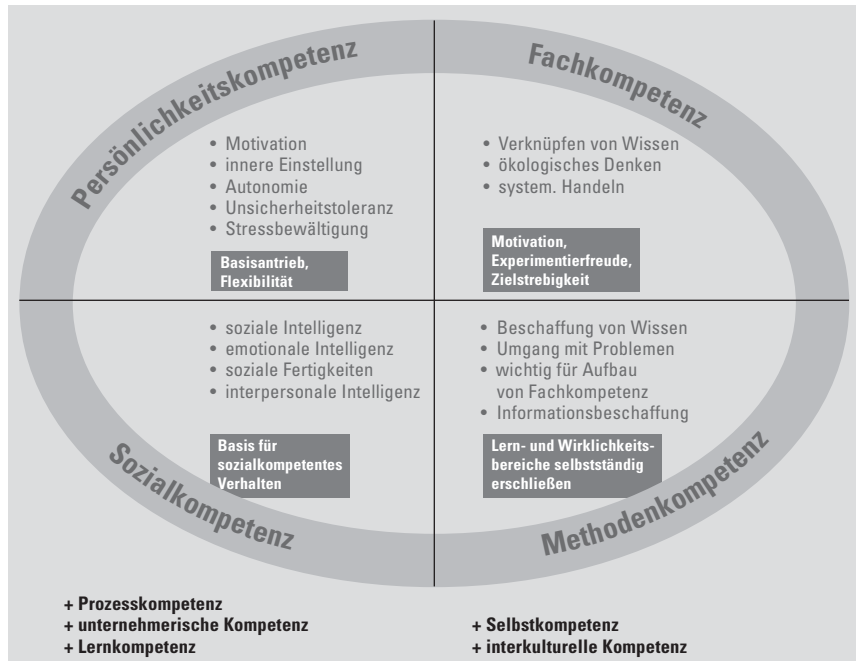 Persönlichkeitskompetenz
• Motivation
• innere Einstellung
• Autonomie
• Unsicherheitstoleranz
• Stressbewältigung
Basisantrieb,
Flexibilität
Fachkompetenz
• Verknüpfen von Wissen
• ökologisches Denken
• system. Handeln
Motivation,
Experimentierfreude,
Zielstrebigkeit
• soziale Intelligenz
• emotionale Intelligenz
• soziale Fertigkeiten
• interpersonale Intelligenz
Basis für
sozialkompetentes
Verhalten
Sozialkompetenz
• Beschaffung von Wissen
• Umgang mit Problemen
• wichtig für Aufbau
von Fachkompetenz
• Informationsbeschaffung
Lern- und Wirklichkeits-
bereiche selbstständig
erschließen
Methodenkompetenz
+ Prozesskompetenz
+ unternehmerische Kompetenz
+ Lernkompetenz
+ Selbstkompetenz
+ interkulturelle Kompetenz